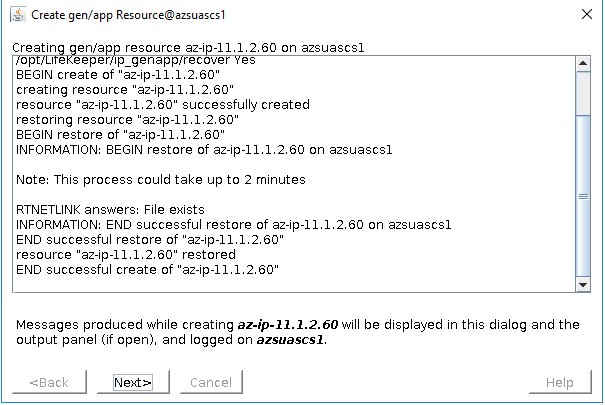 Create gen/app Resource@azsuascs1
Creating gen/app resource az-ip-11.1.2.60 on azsuascs1
/opt/LifeKeeper/ip_genapp/recover Yes
BEGIN create of "az-ip-11.1.2.60"
creating resource "az-ip-11.1.2.60"
resource "az-ip-11.1.2.60" successfully created
restoring resource "az-ip-11.1.2.60"
BEGIN restore of "az-ip-11.1.2.60"
INFORMATION: BEGIN restore of az-ip-11.1.2.60 on azsuascs1
Note: This process could take up to 2 minutes
RTNETLINK answers: File exists
INFORMATION: END successful restore of az-ip-11.1.2.60 on azsuascs1
END successful restore of "az-ip-11.1.2.60"
resource "az-ip-11.1.2.60" restored
END successful create of "az-ip-11.1.2.60"
Messages produced while creating az-ip-11.1.2.60 will be displayed in this dialog and the
output panel (if open), and logged on azsuascs1.
<Back Next> Cancel Help